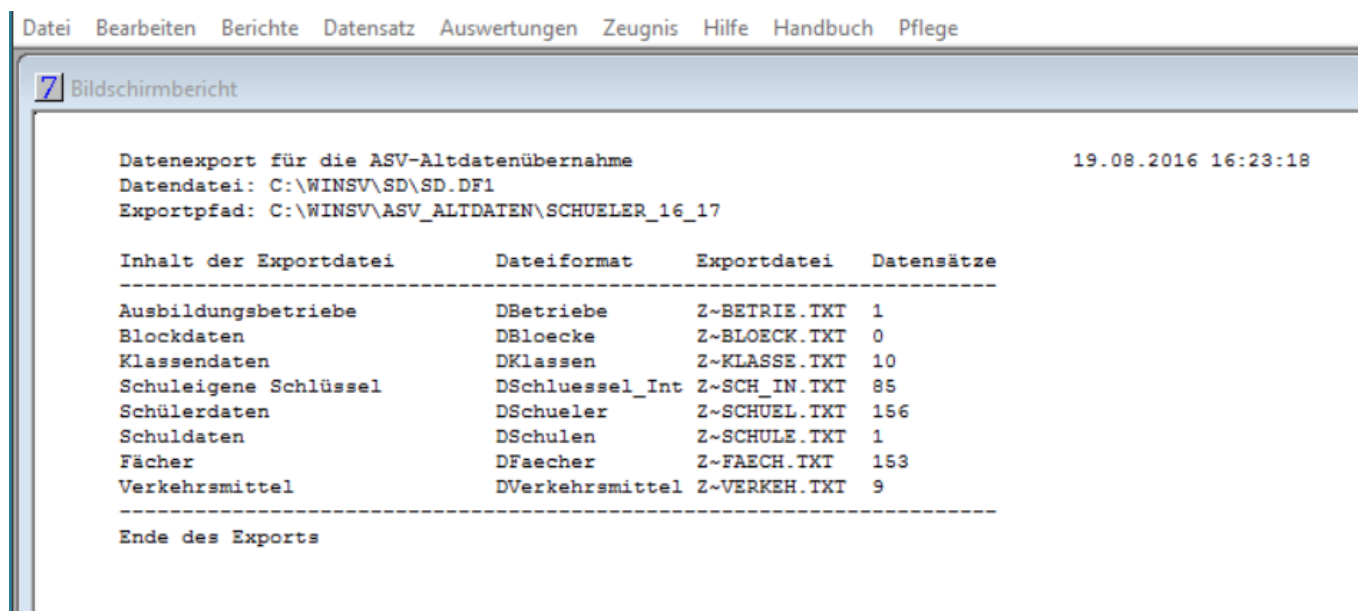 Datei Bearbeiten Berichte Datensatz Auswertungen Zeugnis Hilfe Handbuch Pflege
7 Bildschirmbericht
Datenexport für die ASV-Altdatenübernahme 19.08.2016 16:23:18
Datendatei: C:\WINSV\SD\SD.DF1
Exportpfad: C:\WINSV\ASV_ALTDATEN\SCHUELER_16_17
Inhalt der Exportdatei Dateiformat Exportdatei Datensätze
Ausbildungsbetriebe DBetriebe Z~BETRIE.TXT 1
Blockdaten DBloecke Z~BLOECK.TXT 0
Klassendaten DKlassen Z~KLASSE.TXT 10
Schuleigene Schlüssel DSchluessel_Int Z~SCH_IN.TXT 85
Schülerdaten DSchueler Z~SCHUEL.TXT 156
Schuldaten DSchulen Z~SCHULE.TXT 1
Fächer DFaecher Z~FAECH.TXT 153
Verkehrsmittel DVerkehrsmittel Z~VERKEH.TXT 9
Ende des Exports